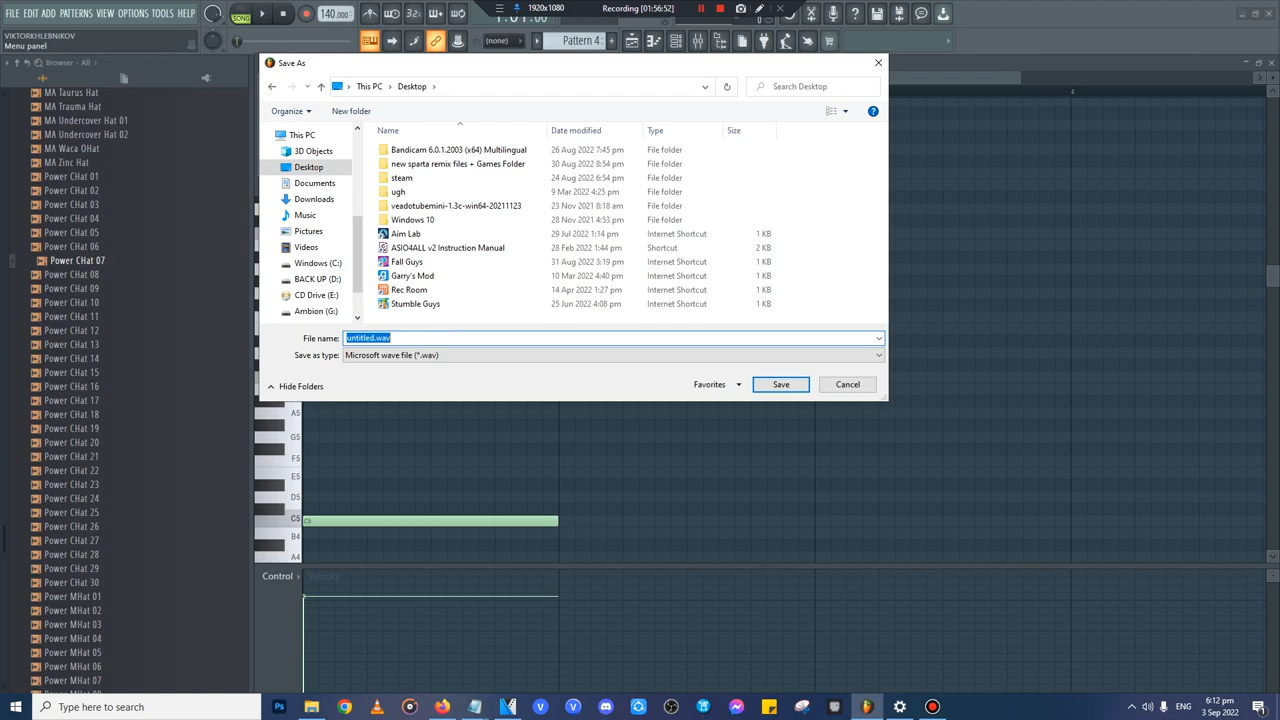 FILE EDIT ADD PATTERNS VIEW OPTIONS TOOLS HELP
SONG
140.000
1920x1080
Recording [01:56:52]
1:01:00
3.2
VIKTORKHLEBNIKOV
Menu panel
(none)
Pattern 4
Browser - All
MA Taurus Hat
MA Trauma Hat
MA Undercover Hat 01
MA Undercover Hat 02
MA Waca OHat
MA Zinc Hat
Power CHat 01
Power CHat 02
Power CHat 03
Power CHat 04
Power CHat 05
Power CHat 06
Power CHat 07
Power CHat 08
Power CHat 09
Power CHat 10
Power CHat 11
Power CHat 12
Power CHat 13
Power CHat 14
Power CHat 15
Power CHat 16
Power CHat 17
Power CHat 18
Power CHat 19
Power CHat 20
Power CHat 21
Power CHat 22
Power CHat 23
Power CHat 24
Power CHat 25
Power CHat 26
Power CHat 27
Power CHat 28
Power CHat 29
Power CHat 30
Power MHat 01
Power MHat 02
Power MHat 03
Power MHat 04
Power MHat 05
Power MHat 06
Power MHat 07
Save As
This PC
Desktop
Search Desktop
Organize
New folder
This PC
3D Objects
Desktop
Documents
Downloads
Music
Pictures
Videos
Windows (C:)
BACK UP (D:)
CD Drive (E:)
Ambion (G:)
Name Date modified Type Size
Bandicam 6.0.1.2003 (x64) Multilingual 26 Aug 2022 7:45 pm File folder
new sparta remix files + Games Folder 30 Aug 2022 8:54 pm File folder
steam 24 Aug 2022 6:54 pm File folder
ugh 9 Mar 2022 4:25 pm File folder
veadotubemini-1.3c-win64-20211123 23 Nov 2021 8:18 am File folder
Windows 10 28 Nov 2021 4:53 pm File folder
Aim Lab 29 Jul 2022 1:14 pm Internet Shortcut 1 KB
ASIO4ALL v2 Instruction Manual 28 Feb 2022 1:44 pm Shortcut 2 KB
Fall Guys 31 Aug 2022 3:19 pm Internet Shortcut 1 KB
Garry's Mod 10 Mar 2022 4:40 pm Internet Shortcut 1 KB
Rec Room 14 Apr 2022 1:27 pm Internet Shortcut 1 KB
Stumble Guys 25 Jun 2022 4:08 pm Internet Shortcut 1 KB
File name: untitled.wav
Save as type: Microsoft wave file (*.wav)
Hide Folders
Favorites
Save
Cancel
4
A5
G5
F5
E5
D5
C5
C5
B4
A4
Control
Velocity
Type here to search
6:12 pm
3 Sep 2022